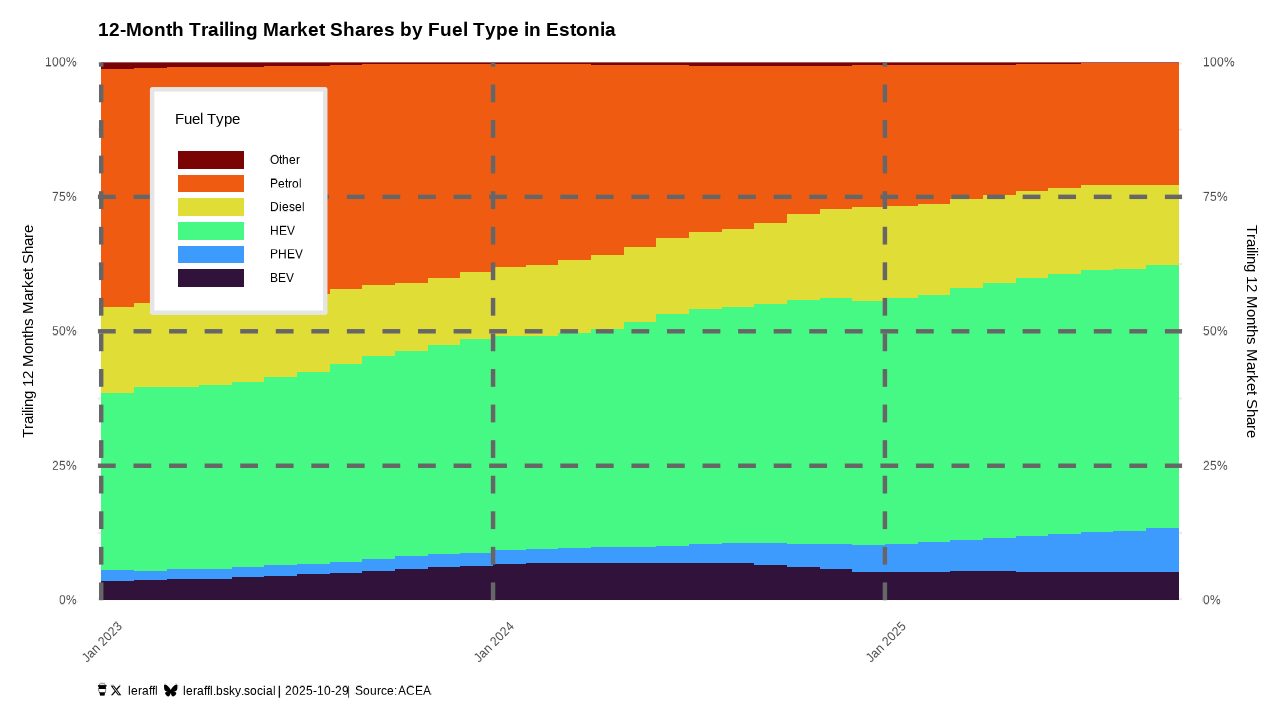 12-Month Trailing Market Shares by Fuel Type in Estonia
100%
100%
Fuel Type
Other
Petrol
Diesel
HEV
PHEV
BEV
75%
75%
Trailing 12 Months Market Share
Trailing 12 Months Market Share
50%
50%
25%
25%
0%
0%
Jan 2023
Jan 2024
Jan 2025
leraffl leraffl.bsky.social | 2025-10-29| Source:ACEA